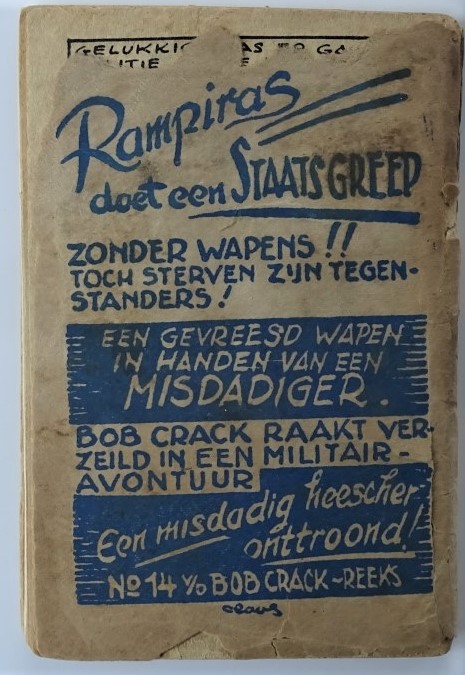 Rampiras
doet een STAATSGREEP
ZONDER WAPENS!!
TOCH STERVEN ZIJN TEGEN-
STANDERS!
EEN GEVREESD WAPEN
IN HANDEN VAN EEN
MISDADIGER.
BOB CRACK RAAKT VER-
ZEILD IN EEN MILITAIR-
AVONTUUR
Een misdadig heescher
onttroond!
No 14 v/o BOB CRACK-REEKS